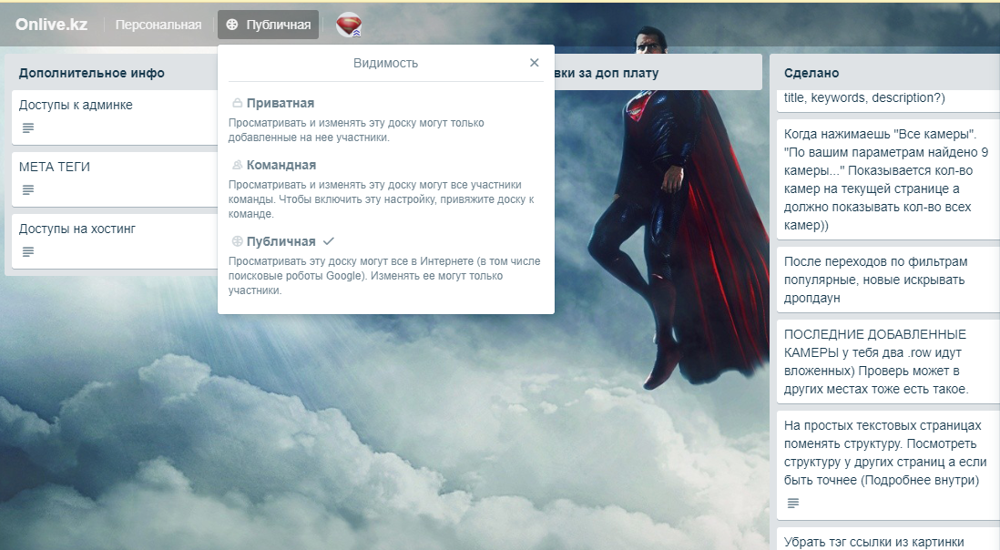 Onlive.kz
Персональная
Публичная
Дополнительное инфо
Доступы к админке
МЕТА ТЕГИ
Доступы на хостинг
Видимость
Приватная
Просматривать и изменять эту доску могут только
добавленные на нее участники.
Командная
Просматривать и изменять эту доску могут все участники
команды. Чтобы включить эту настройку, привяжите доску к
команде.
Публичная
Просматривать эту доску могут все в Интернете (в том числе
поисковые роботы Google). Изменять ее могут только
участники.
вки за доп плату
Сделано
title, keywords, description?)
Когда нажимаешь "Все камеры".
"По вашим параметрам найдено 9
камеры..." Показывается кол-во
камер на текущей странице а
должно показывать кол-во всех
камер))
После переходов по фильтрам
популярные, новые искрывать
дропдаун
ПОСЛЕДНИЕ ДОБАВЛЕННЫЕ
КАМЕРЫ у тебя два .row идут
вложенных) Проверь может в
других местах тоже есть такое.
На простых текстовых страницах
поменять структуру. Посмотреть
структуру у других страниц а если
быть точнее (Подробнее внутри)
Убрать тэг ссылки из картинки